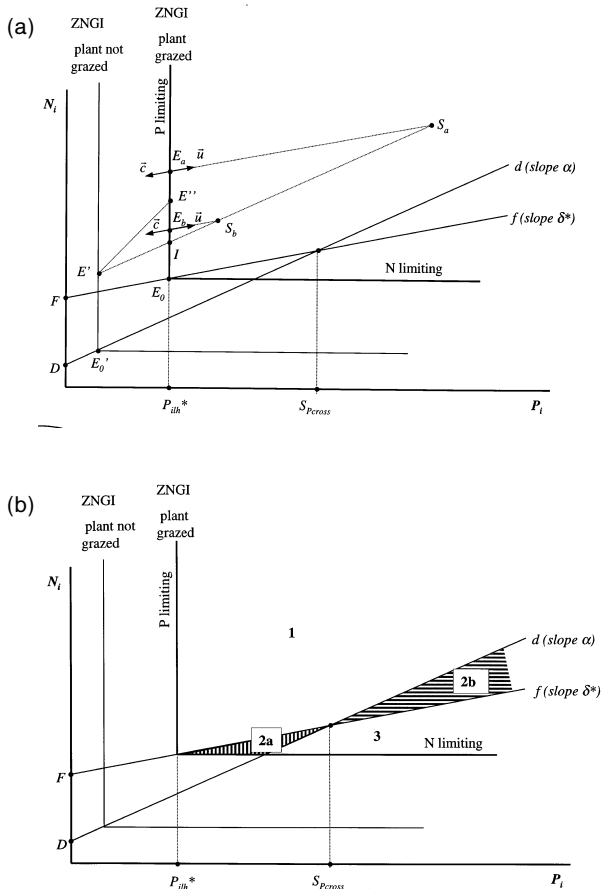 (a)
ZNGI
plant not
grazed
ZNGI
plant
grazed
P limiting
N_i
S_a
E_a
u⃗
c⃗
E''
d (slope α)
E_b
u⃗
c⃗
S_b
f (slope δ*)
I
E'
N limiting
F
E_0
D
E_0'
P_ilh*
S_Pcross
P_i
(b)
ZNGI
plant not
grazed
ZNGI
plant
grazed
P limiting
N_i
1
d (slope α)
2b
f (slope δ*)
2a
3
N limiting
F
D
P_ilh*
S_Pcross
P_i